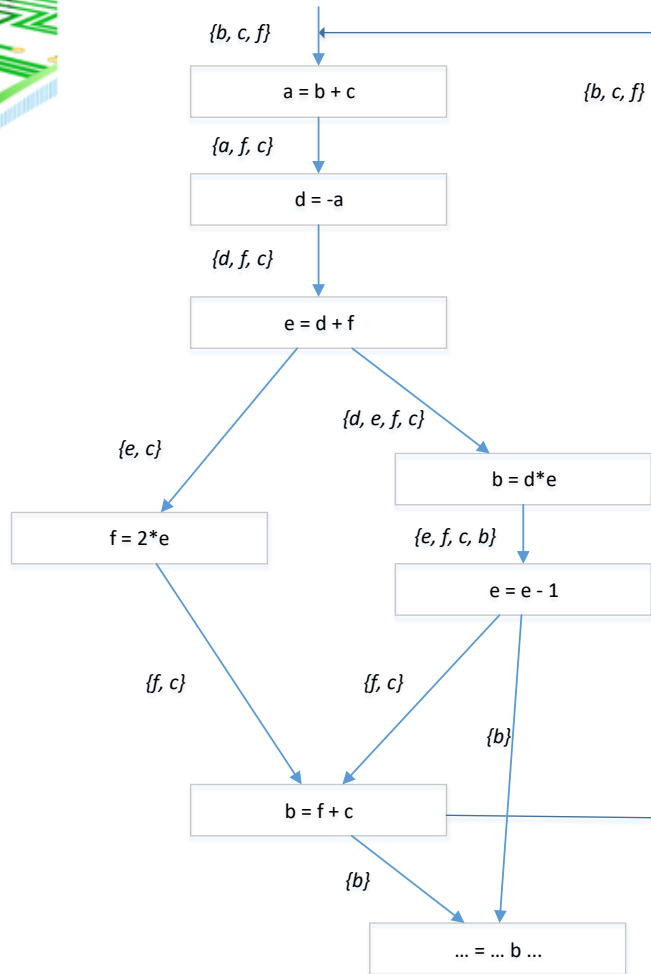 {b, c, f}
a = b + c
{b, c, f}
{a, f, c}
d = -a
{d, f, c}
e = d + f
{d, e, f, c}
{e, c}
b = d*e
f = 2*e
{e, f, c, b}
e = e - 1
{f, c}
{f, c}
{b}
b = f + c
{b}
... = ... b ...